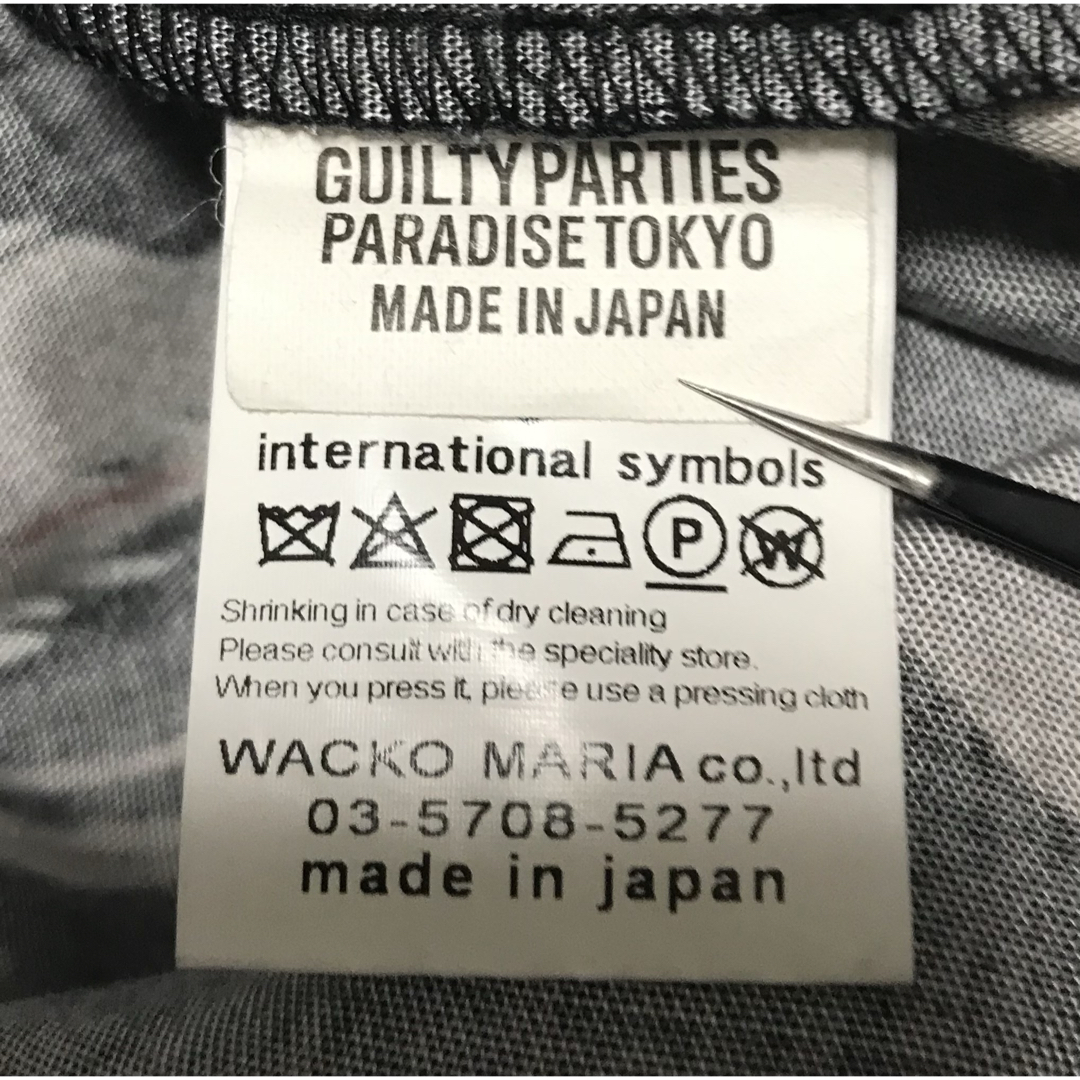 GUILTY PARTIES
PARADISE TOKYO
MADE IN JAPAN
international symbols
P W
Shrinking in case of dry cleaning
Please consult with the speciality store.
When you press it, please use a pressing cloth
WACKO MARIA co.,ltd
03-5708-5277
made in japan